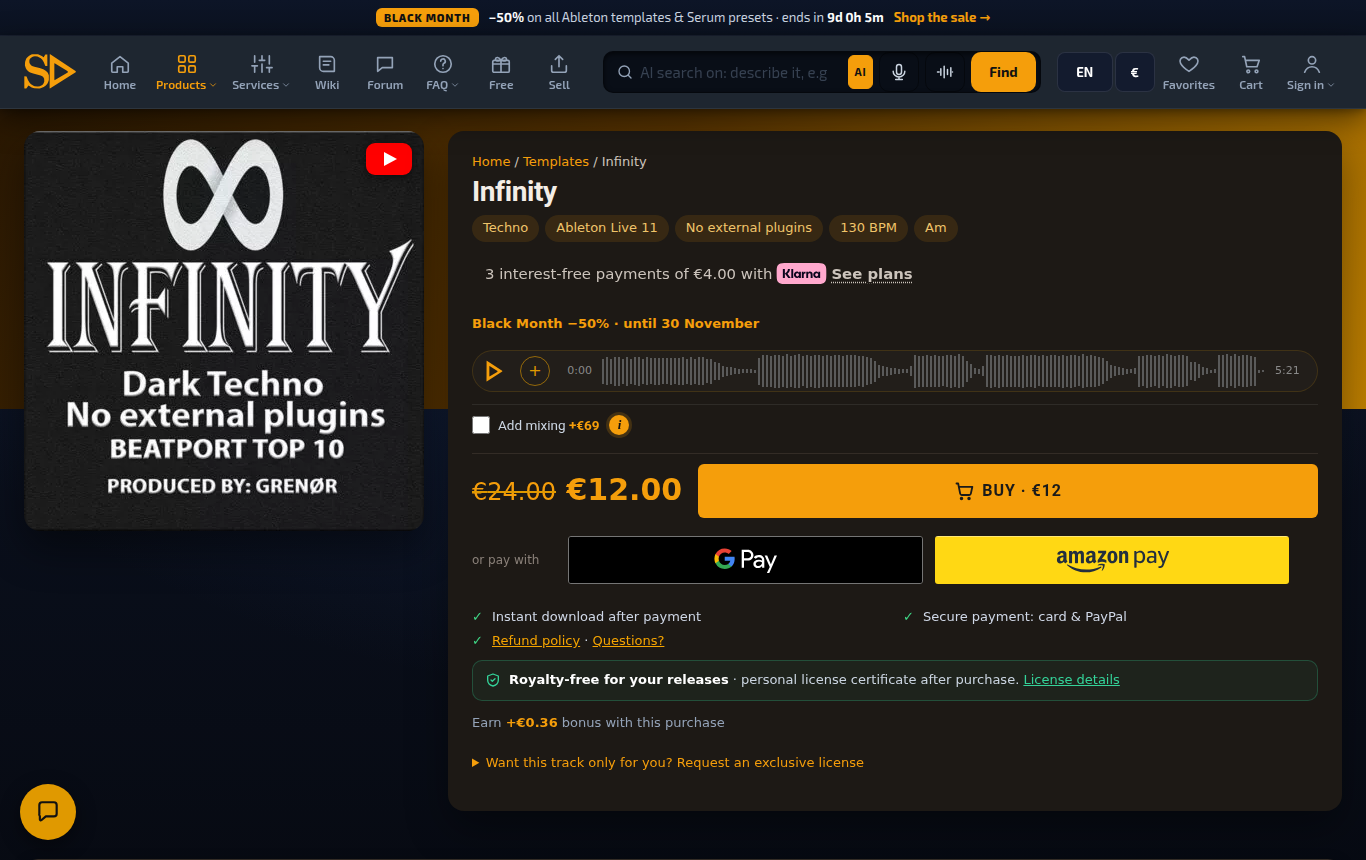 BLACK MONTH −50% on all Ableton templates & Serum presets · ends in 9d 0h 5m Shop the sale →
SD
Home
Products
Services
Wiki
Forum
FAQ
Free
Sell
AI search on: describe it, e.g
AI
Find
EN
€
Favorites
Cart
Sign in
INFINITY
Dark Techno
No external plugins
BEATPORT TOP 10
PRODUCED BY: GRENØR
Home / Templates / Infinity
Infinity
Techno
Ableton Live 11
No external plugins
130 BPM
Am
3 interest-free payments of €4.00 with Klarna See plans
Black Month −50% · until 30 November
0:00
5:21
Add mixing +€69 i
€24.00 €12.00
BUY · €12
or pay with
G Pay
amazon pay
✓ Instant download after payment
✓ Secure payment: card & PayPal
✓ Refund policy · Questions?
Royalty-free for your releases · personal license certificate after purchase. License details
Earn +€0.36 bonus with this purchase
Want this track only for you? Request an exclusive license